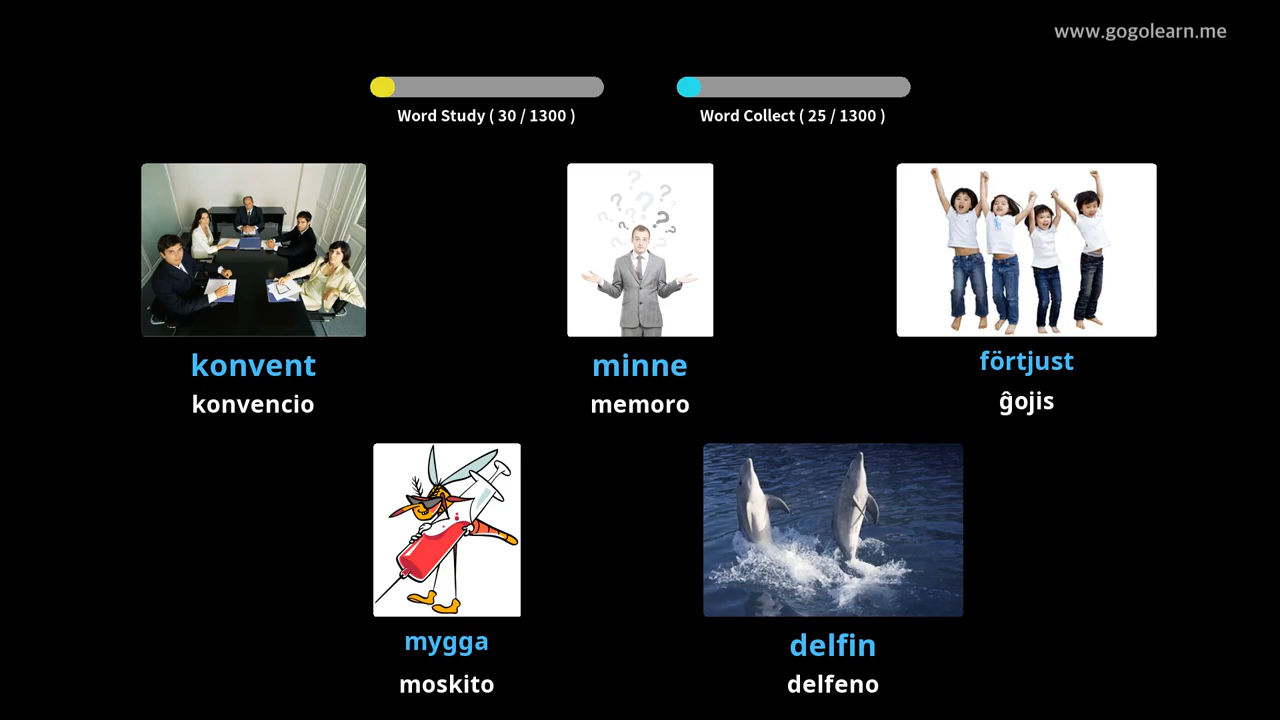 www.gogolearn.me
Word Study ( 30 / 1300 )
Word Collect ( 25 / 1300 )
konvent
konvencio
minne
memoro
förtjust
ĝojis
mygga
moskito
delfin
delfeno